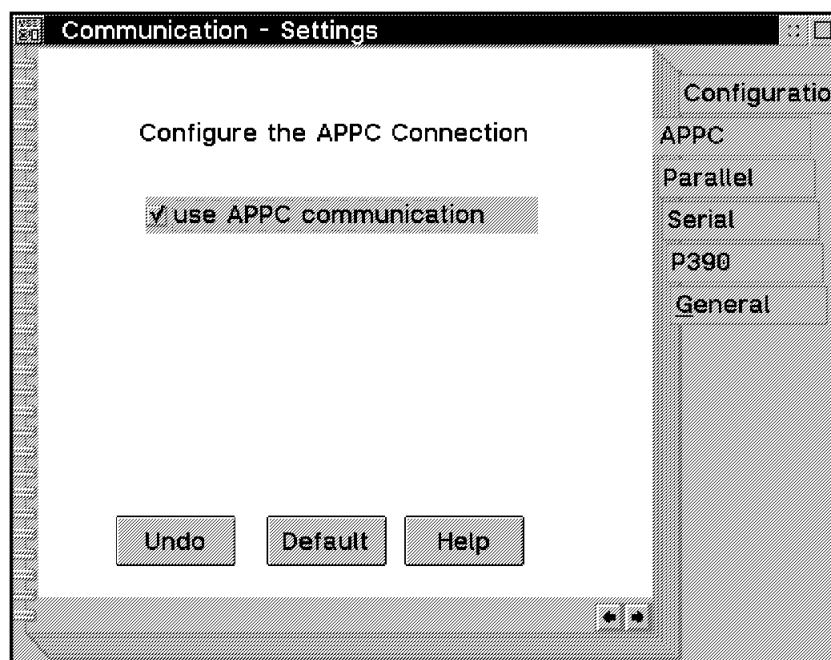 Communication - Settings
Configuratio
Configure the APPC Connection
APPC
Parallel
use APPC communication
Serial
P390
General
Undo Default Help